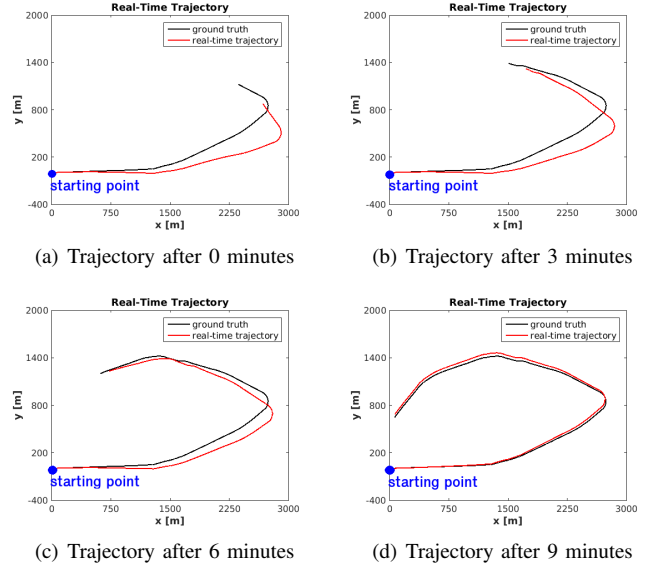 Real-Time Trajectory
2000
1400
800
200
-400
y [m]
ground truth
real-time trajectory
starting point
0 750 1500 2250 3000
x [m]
(a) Trajectory after 0 minutes
Real-Time Trajectory
2000
1400
800
200
-400
y [m]
ground truth
real-time trajectory
starting point
0 750 1500 2250 3000
x [m]
(b) Trajectory after 3 minutes
Real-Time Trajectory
2000
1400
800
200
-400
y [m]
ground truth
real-time trajectory
starting point
0 750 1500 2250 3000
x [m]
(c) Trajectory after 6 minutes
Real-Time Trajectory
2000
1400
800
200
-400
y [m]
ground truth
real-time trajectory
starting point
0 750 1500 2250 3000
x [m]
(d) Trajectory after 9 minutes